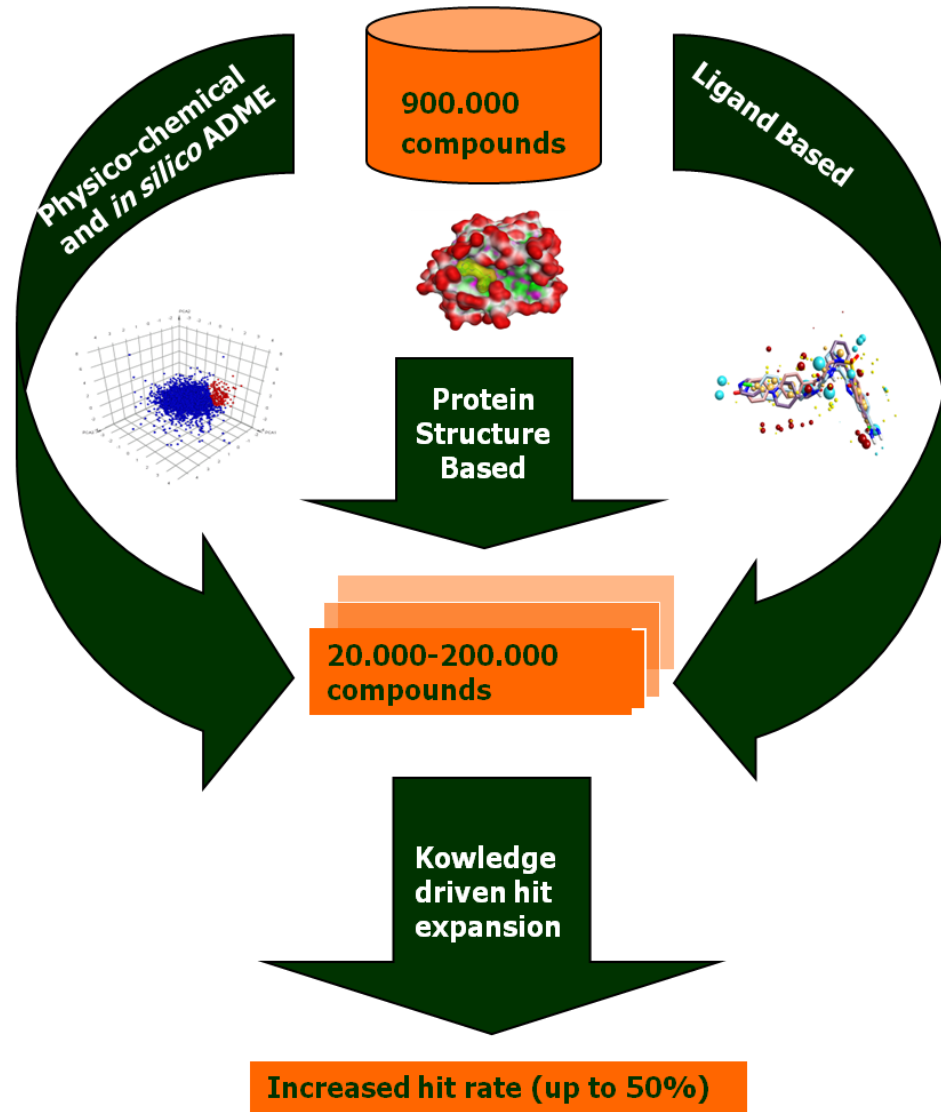 900.000
compounds
Physico-chemical
and in silico ADME
Ligand Based
Protein
Structure
Based
20.000-200.000
compounds
Kowledge
driven hit
expansion
Increased hit rate (up to 50%)